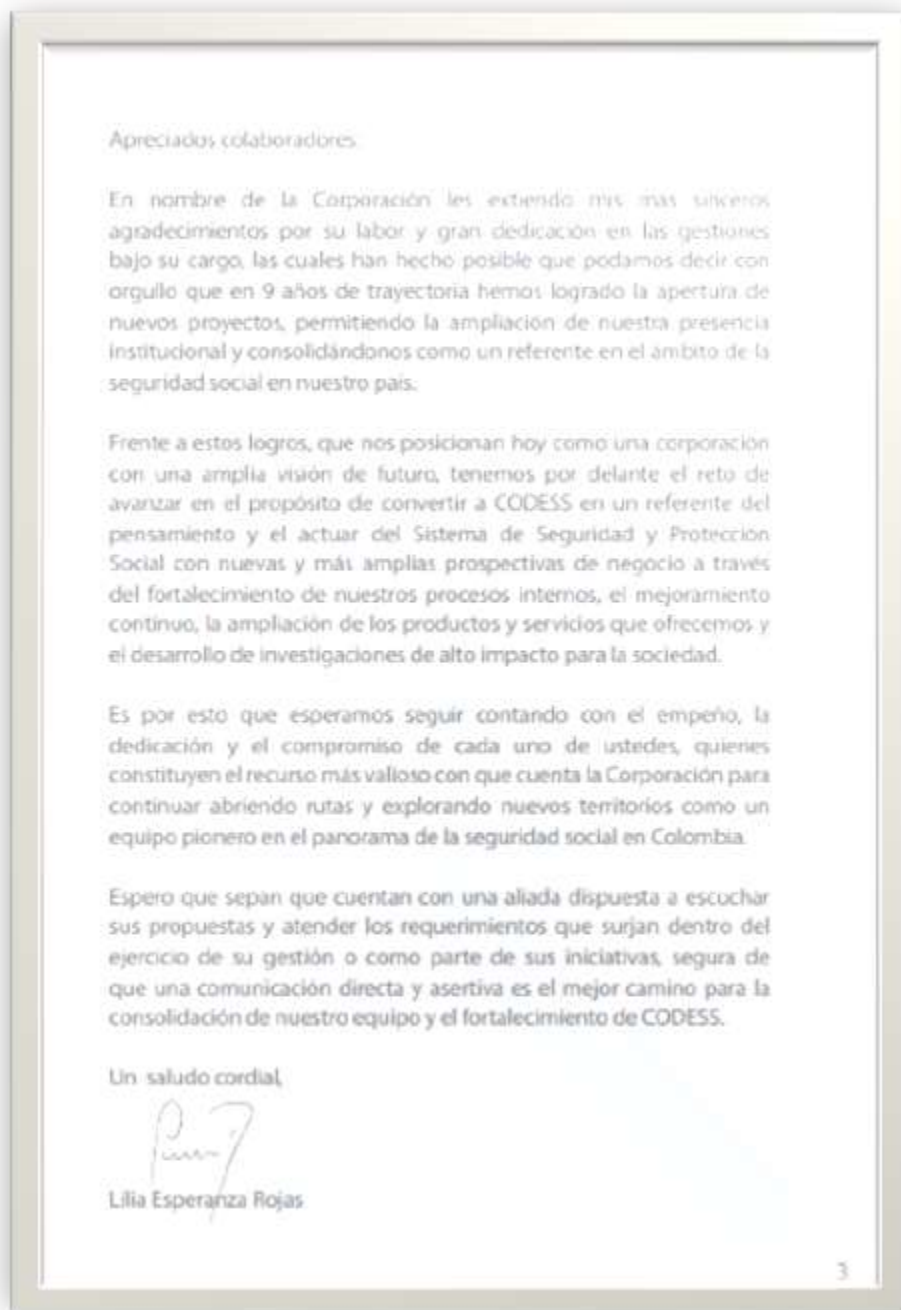 Apreciados colaboradores:
En nombre de la Corporación les extiendo mis mas sinceros
agradecimientos por su labor y gran dedicación en las gestiones
bajo su cargo, las cuales han hecho posible que podamos decir con
orgullo que en 9 años de trayectoria hemos logrado la apertura de
nuevos proyectos, permitiendo la ampliación de nuestra presencia
institucional y consolidándonos como un referente en el ámbito de la
seguridad social en nuestro país.
Frente a estos logros, que nos posicionan hoy como una corporación
con una amplia visión de futuro, tenemos por delante el reto de
avanzar en el propósito de convertir a CODESS en un referente del
pensamiento y el actuar del Sistema de Seguridad y Protección
Social con nuevas y más amplias prospectivas de negocio a través
del fortalecimiento de nuestros procesos internos, el mejoramiento
continuo, la ampliación de los productos y servicios que ofrecemos y
el desarrollo de investigaciones de alto impacto para la sociedad.
Es por esto que esperamos seguir contando con el empeño, la
dedicación y el compromiso de cada uno de ustedes, quienes
constituyen el recurso más valioso con que cuenta la Corporación para
continuar abriendo rutas y explorando nuevos territorios como un
equipo pionero en el panorama de la seguridad social en Colombia.
Espero que sepan que cuentan con una aliada dispuesta a escuchar
sus propuestas y atender los requerimientos que surjan dentro del
ejercicio de su gestión o como parte de sus iniciativas, segura de
que una comunicación directa y asertiva es el mejor camino para la
consolidación de nuestro equipo y el fortalecimiento de CODESS.
Un saludo cordial,
Lilia Esperanza Rojas
3